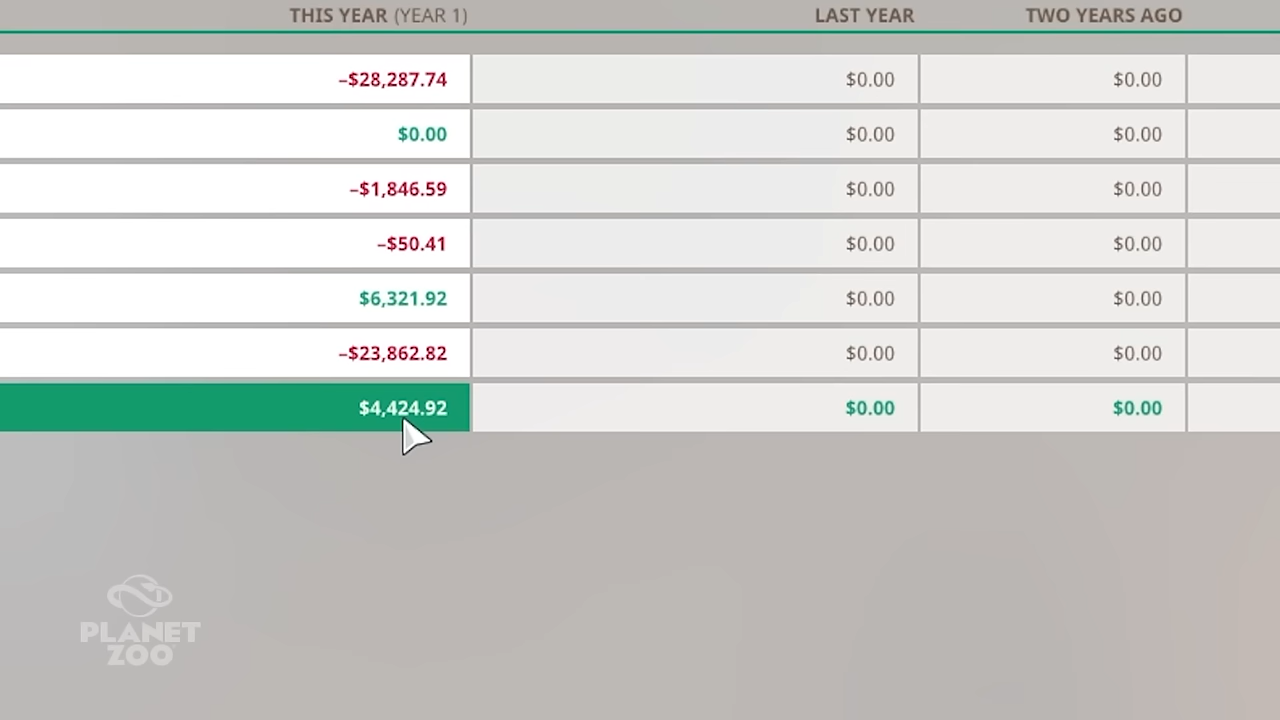 THIS YEAR (YEAR 1) LAST YEAR TWO YEARS AGO
–$28,287.74 $0.00 $0.00
$0.00 $0.00 $0.00
–$1,846.59 $0.00 $0.00
–$50.41 $0.00 $0.00
$6,321.92 $0.00 $0.00
–$23,862.82 $0.00 $0.00
$4,424.92 $0.00 $0.00
PLANET
ZOO